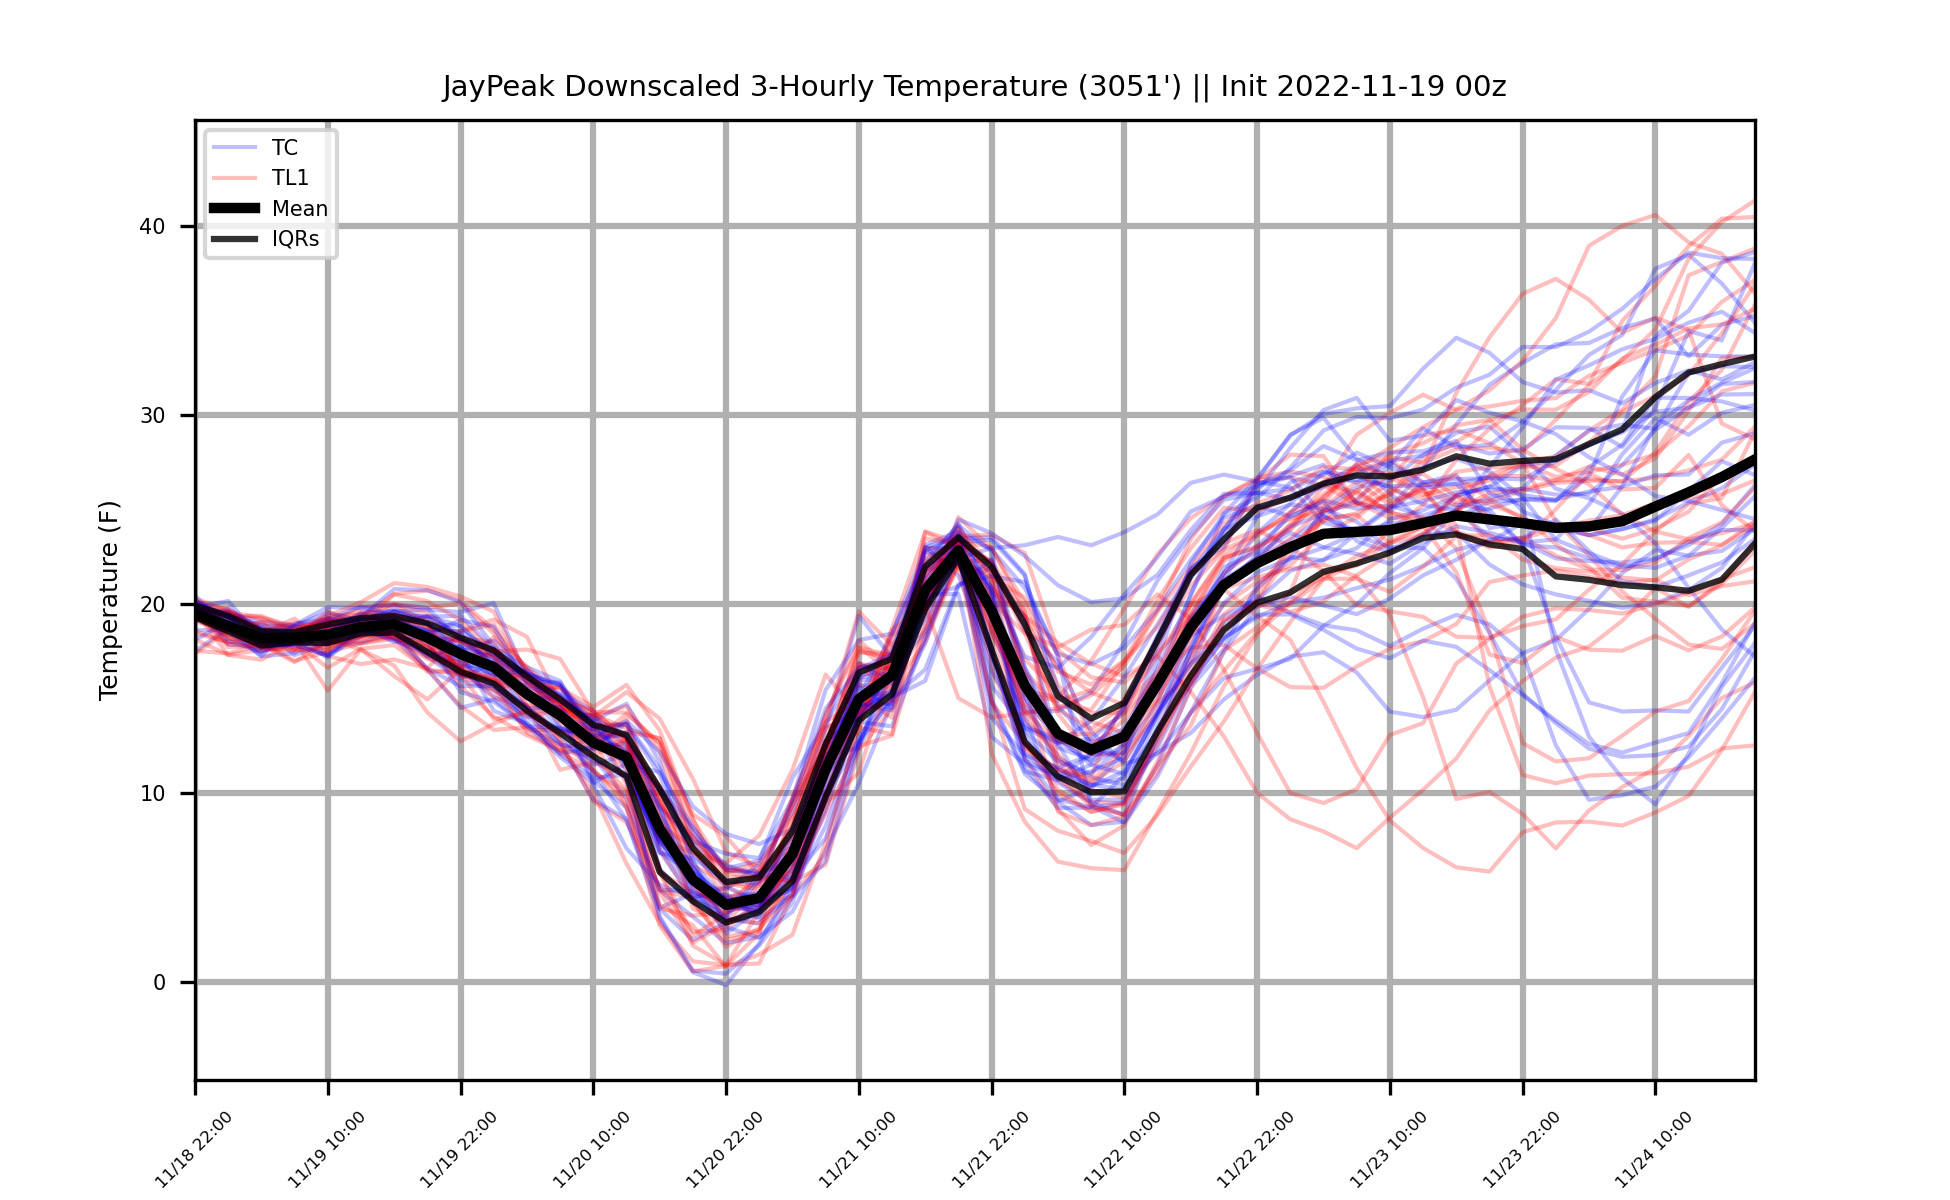 JayPeak Downscaled 3-Hourly Temperature (3051') || Init 2022-11-19 00z
TC
TL1
Mean
IQRs
Temperature (F)
40
30
20
10
0
11/18 22:00
11/19 10:00
11/19 22:00
11/20 10:00
11/20 22:00
11/21 10:00
11/21 22:00
11/22 10:00
11/22 22:00
11/23 10:00
11/23 22:00
11/24 10:00